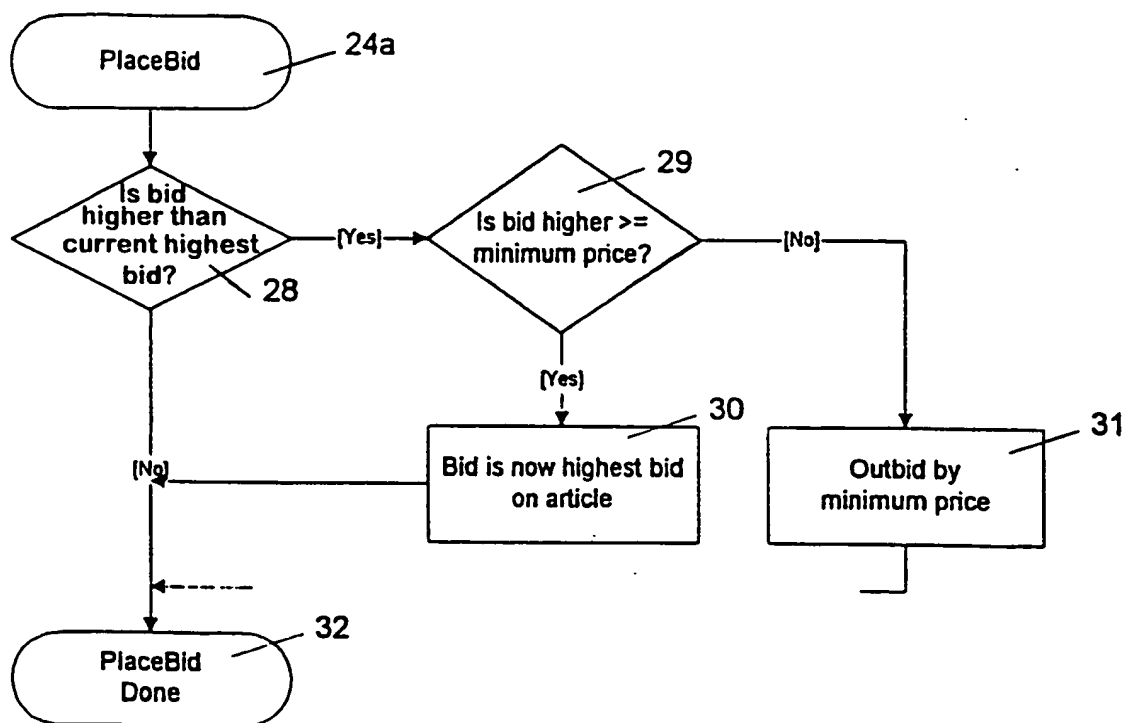 PlaceBid
24a
Is bid
higher than
current highest
bid?
28
[Yes]
29
Is bid higher >=
minimum price?
[No]
[Yes]
30
Bid is now highest bid
on article
31
Outbid by
minimum price
[No]
32
PlaceBid
Done